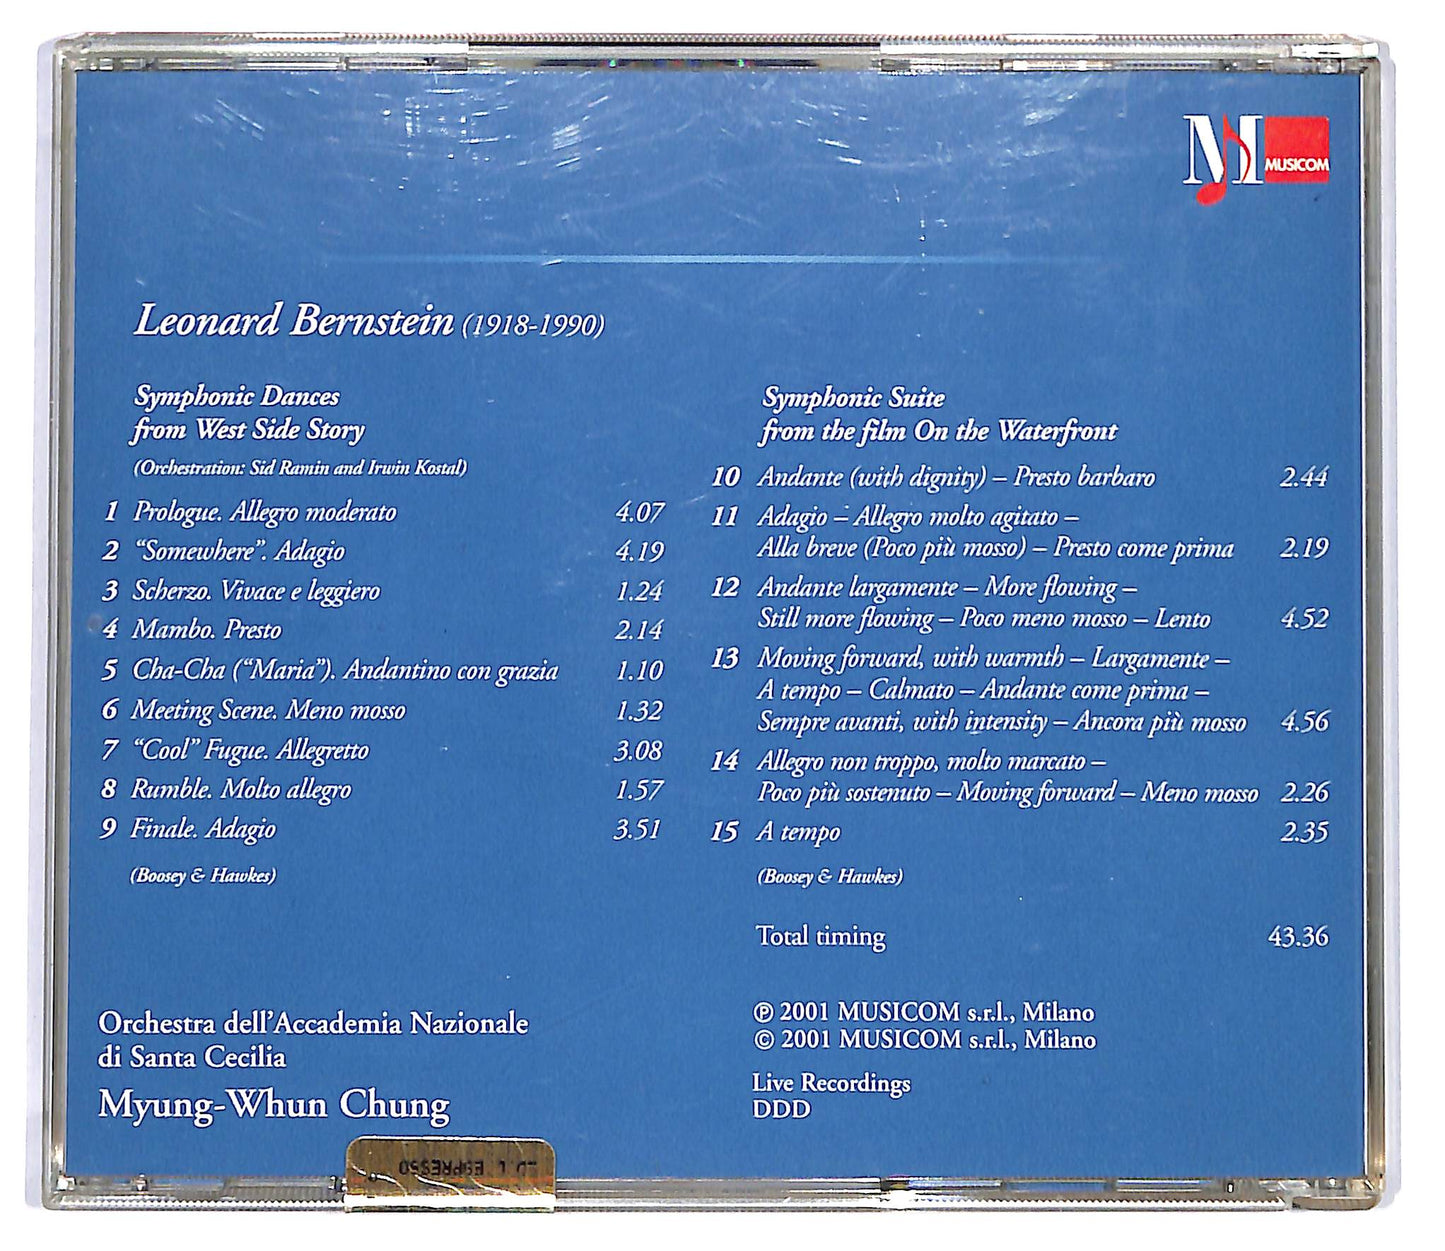 M MUSICOM
Leonard Bernstein (1918-1990)
Symphonic Dances
from West Side Story
(Orchestration: Sid Ramin and Irwin Kostal)
1 Prologue. Allegro moderato 4.07
2 “Somewhere”. Adagio 4.19
3 Scherzo. Vivace e leggiero 1.24
4 Mambo. Presto 2.14
5 Cha-Cha (“Maria”). Andantino con grazia 1.10
6 Meeting Scene. Meno mosso 1.32
7 “Cool” Fugue. Allegretto 3.08
8 Rumble. Molto allegro 1.57
9 Finale. Adagio 3.51
(Boosey & Hawkes)
Symphonic Suite
from the film On the Waterfront
10 Andante (with dignity) – Presto barbaro 2.44
11 Adagio – Allegro molto agitato –
Alla breve (Poco più mosso) – Presto come prima 2.19
12 Andante largamente – More flowing –
Still more flowing – Poco meno mosso – Lento 4.52
13 Moving forward, with warmth – Largamente –
A tempo – Calmato – Andante come prima –
Sempre avanti, with intensity – Ancora più mosso 4.56
14 Allegro non troppo, molto marcato –
Poco più sostenuto – Moving forward – Meno mosso 2.26
15 A tempo 2.35
(Boosey & Hawkes)
Total timing 43.36
Orchestra dell’Accademia Nazionale
di Santa Cecilia
Myung-Whun Chung
℗ 2001 MUSICOM s.r.l., Milano
© 2001 MUSICOM s.r.l., Milano
Live Recordings
DDD
ESPRESSO